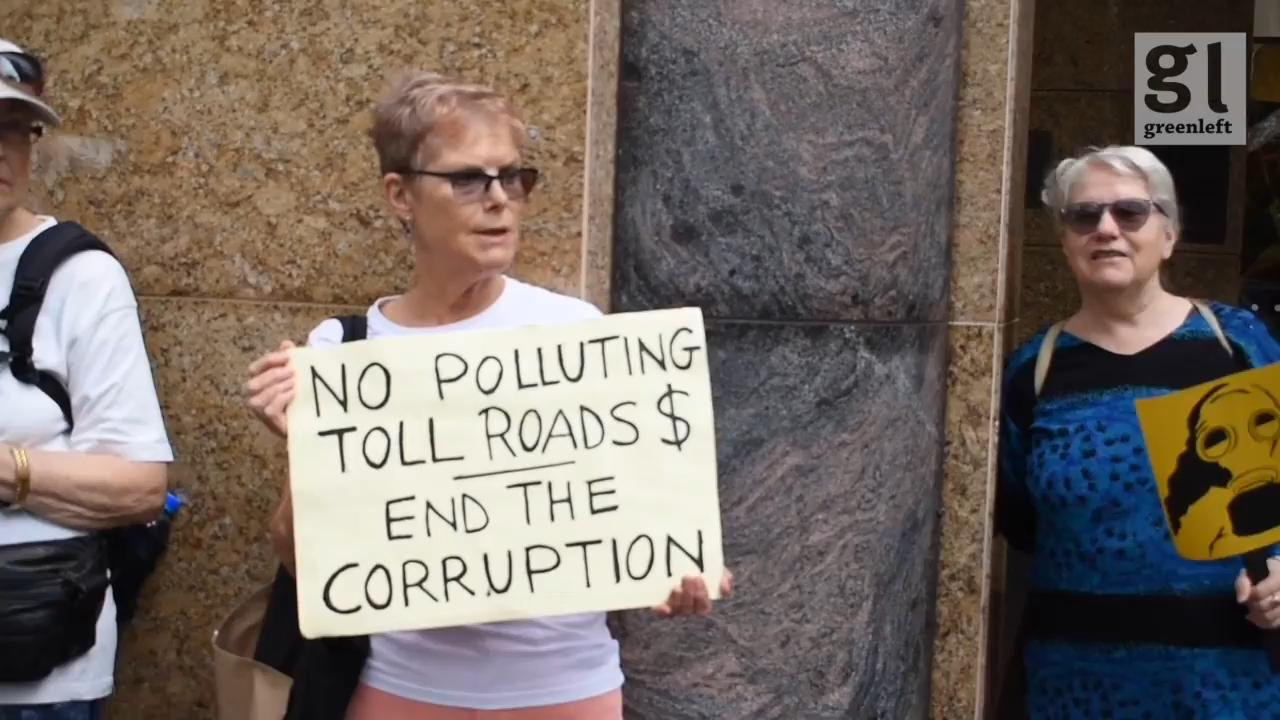 gl
greenleft
NO POLLUTING
TOLL ROADS $
END THE
CORRUPTION